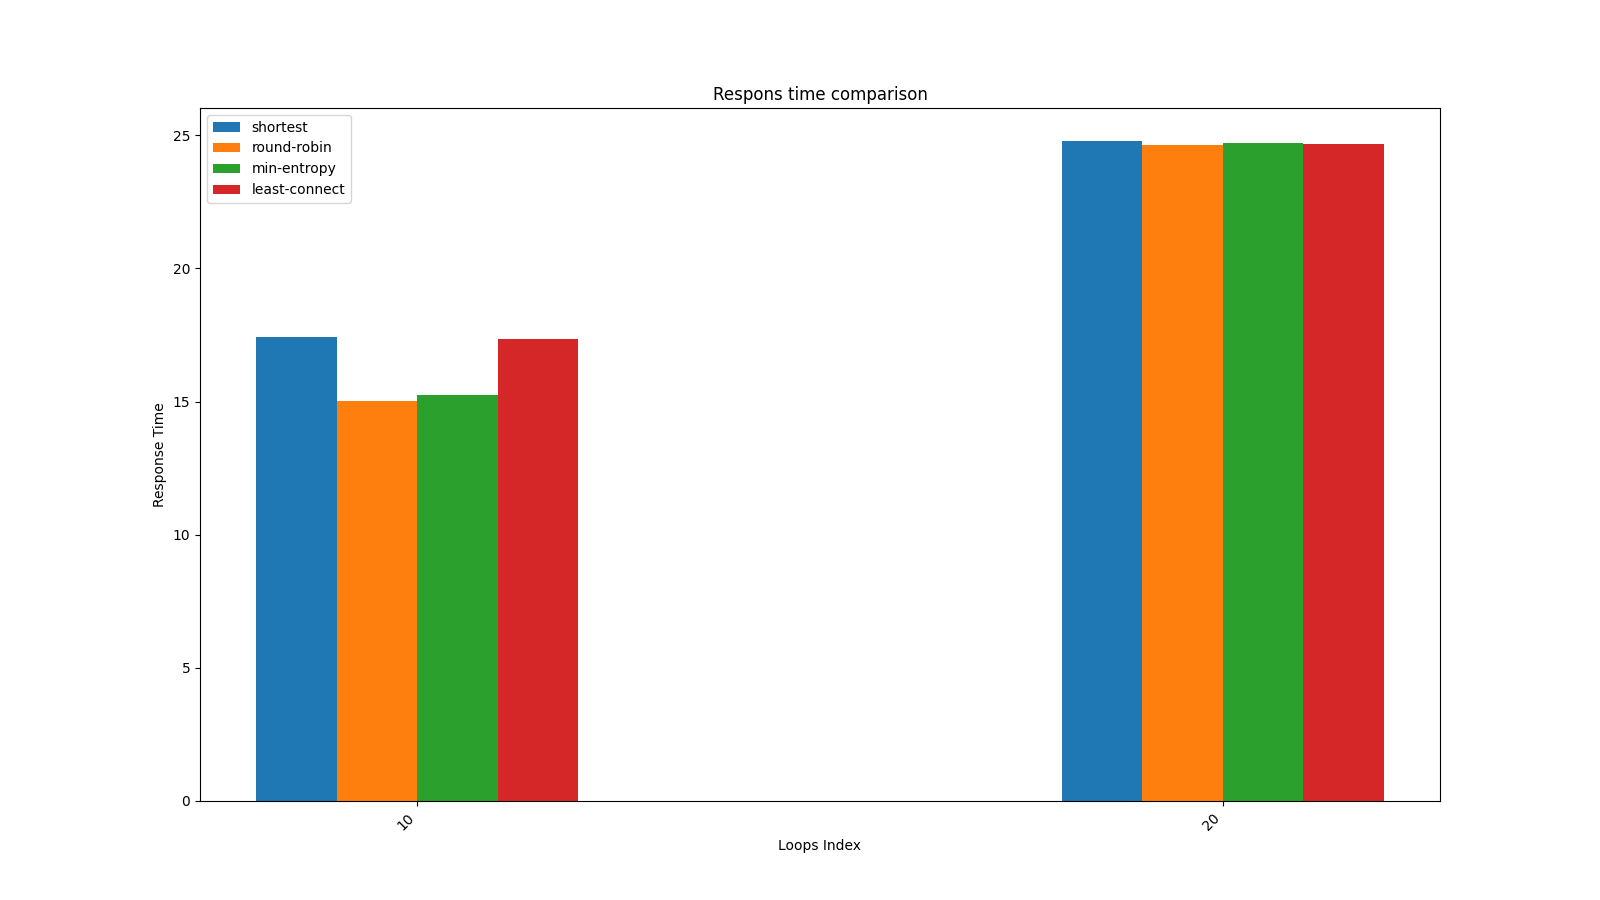 Respons time comparison
shortest
round-robin
min-entropy
least-connect
25
20
15
10
5
0
Response Time
10
20
Loops Index